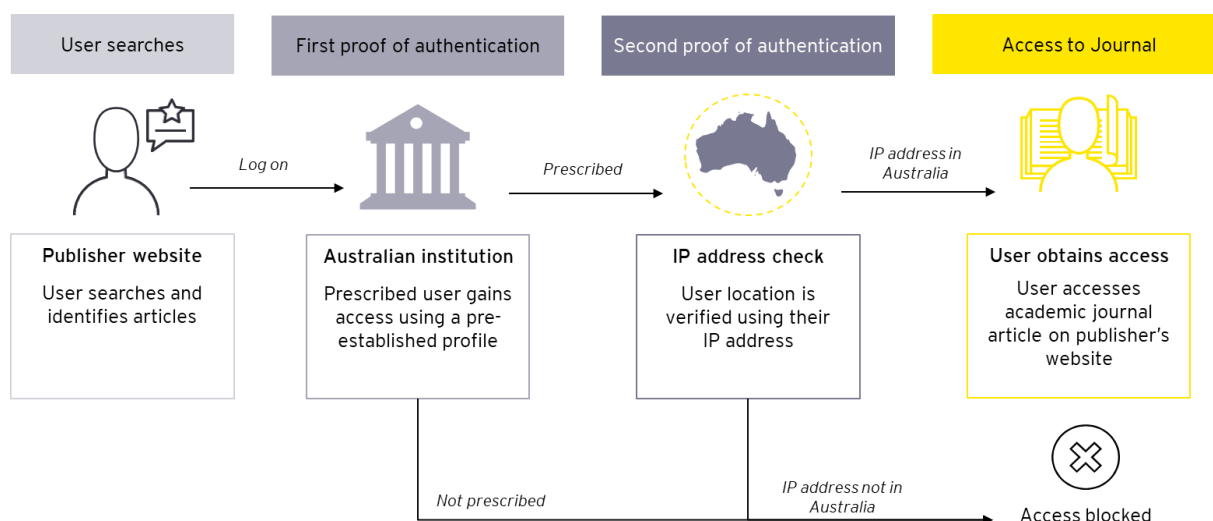 User searches
First proof of authentication
Second proof of authentication
Access to Journal
Log on
Prescribed
IP address in
Australia
Publisher website
User searches and
identifies articles
Australian institution
Prescribed user gains
access using a pre-
established profile
IP address check
User location is
verified using their
IP address
User obtains access
User accesses
academic journal
article on publisher's
website
Not prescribed
IP address not in
Australia
Access blocked